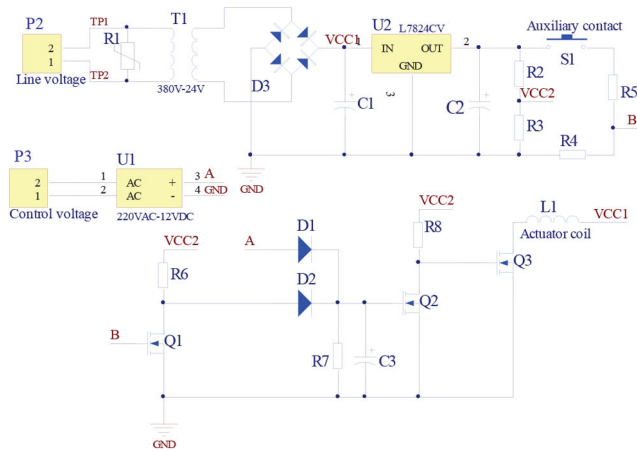 P2
2
1
Line voltage
TP1
TP2
R1
T1
380V-24V
D3
VCC1
1
U2
L7824CV
IN
OUT
GND
2
3
C1
C2
GND
Auxiliary contact
S1
R2
VCC2
R3
R4
R5
B
P3
2
1
Control voltage
U1
1
2
AC
AC
+
-
3
4
A
GND
220VAC-12VDC
VCC2
R6
B
Q1
GND
A
D1
D2
R7
C3
VCC2
R8
Q2
Q3
L1
VCC1
Actuator coil